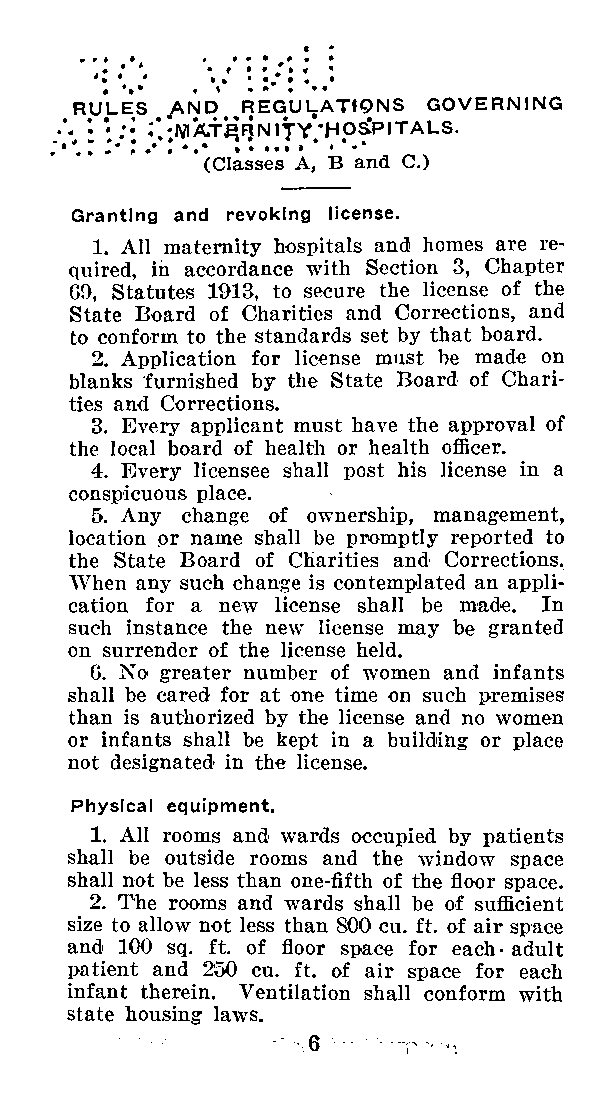 RULES AND REGULATIONS GOVERNING
MATERNITY HOSPITALS.
(Classes A, B and C.)
Granting and revoking license.
1. All maternity hospitals and homes are re-
quired, in accordance with Section 3, Chapter
69, Statutes 1913, to secure the license of the
State Board of Charities and Corrections, and
to conform to the standards set by that board.
2. Application for license must be made on
blanks furnished by the State Board of Chari-
ties and Corrections.
3. Every applicant must have the approval of
the local board of health or health officer.
4. Every licensee shall post his license in a
conspicuous place.
5. Any change of ownership, management,
location or name shall be promptly reported to
the State Board of Charities and Corrections.
When any such change is contemplated an appli-
cation for a new license shall be made. In
such instance the new license may be granted
on surrender of the license held.
6. No greater number of women and infants
shall be cared for at one time on such premises
than is authorized by the license and no women
or infants shall be kept in a building or place
not designated in the license.
Physical equipment.
1. All rooms and wards occupied by patients
shall be outside rooms and the window space
shall not be less than one-fifth of the floor space.
2. The rooms and wards shall be of sufficient
size to allow not less than 800 cu. ft. of air space
and 100 sq. ft. of floor space for each adult
patient and 250 cu. ft. of air space for each
infant therein. Ventilation shall conform with
state housing laws.
6